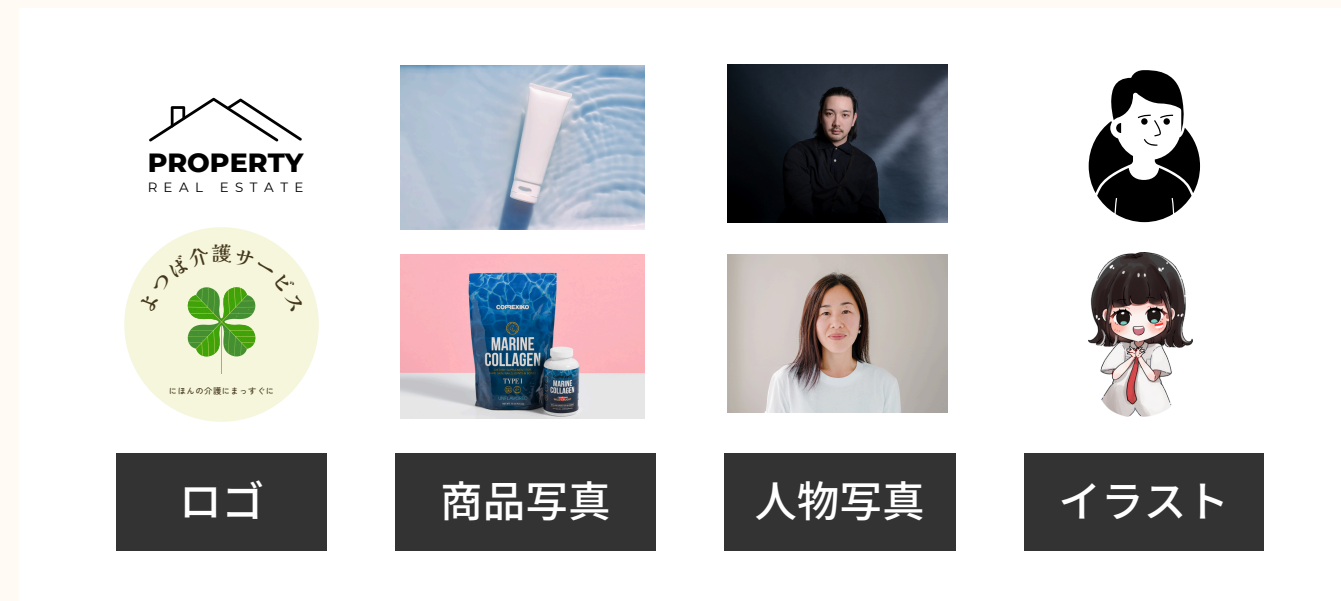 PROPERTY
REAL ESTATE
よつば介護サービス
にほんの介護にまっすぐに
MARINE
COLLAGEN
TYPE I
UNFLAVORED
MARINE
COLLAGEN
ロゴ
商品写真
人物写真
イラスト